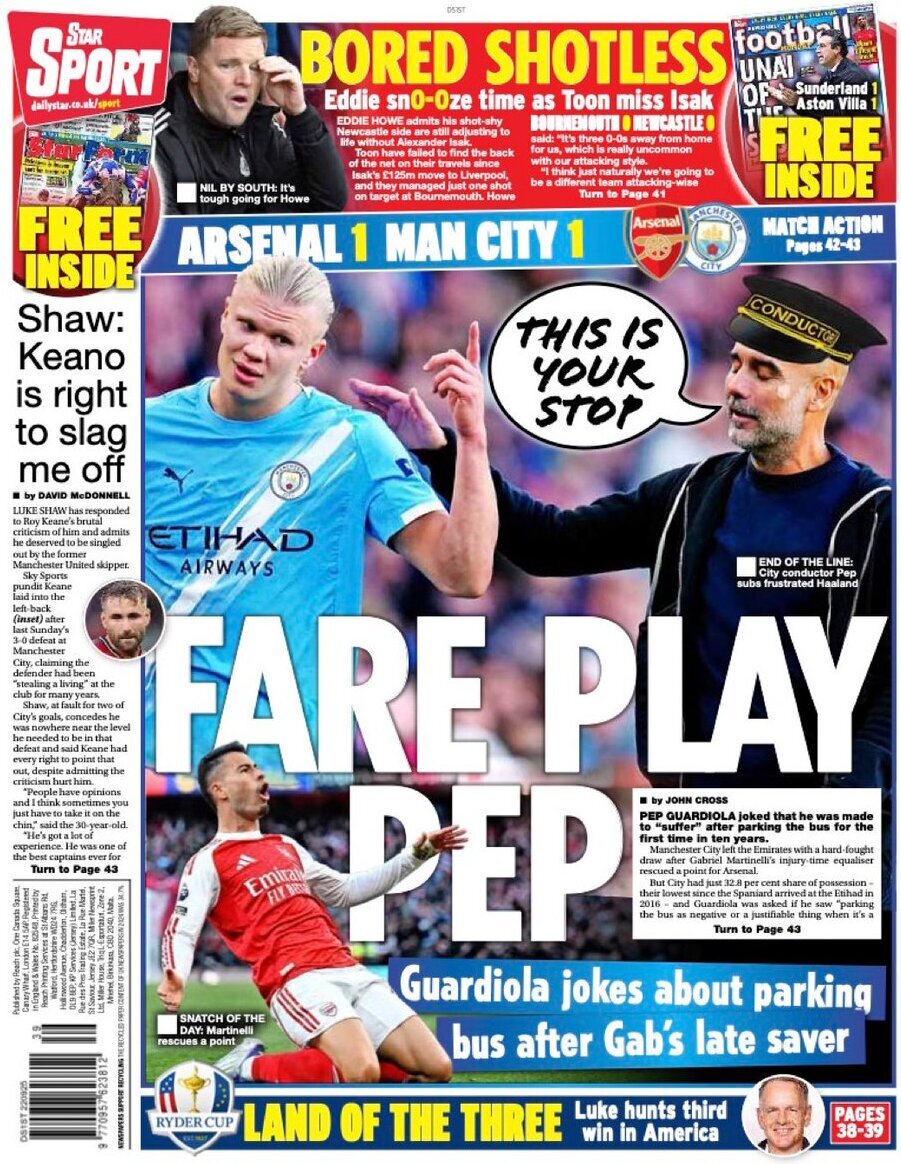 DS1ST
STAR
SPORT
dailystar.co.uk/sport
FREE
INSIDE
BORED SHOTLESS
Eddie sn0-0ze time as Toon miss Isak
EDDIE HOWE admits his shot-shy
Newcastle side are still adjusting to
life without Alexander Isak.
Toon have failed to find the back
of the net on their travels since
Isak's £125m move to Liverpool,
and they managed just one shot
on target at Bournemouth. Howe
BOURNEMOUTH 0 NEWCASTLE 0
said: "It's three 0-0s away from home
for us, which is really uncommon
with our attacking style.
"I think just naturally we're going to
be a different team attacking-wise
Turn to Page 41
NIL BY SOUTH: It's
tough going for Howe
football
UNAI
OF
Sunderland 1
Aston Villa 1
FREE
INSIDE
ARSENAL 1 MAN CITY 1
Arsenal
MANCHESTER
CITY
MATCH ACTION
Pages 42-43
Shaw:
Keano
is right
to slag
me off
by DAVID McDONNELL
LUKE SHAW has responded
to Roy Keane's brutal
criticism of him and admits
he deserved to be singled
out by the former
Manchester United skipper.
Sky Sports
pundit Keane
laid into the
left-back
(inset) after
last Sunday's
3-0 defeat at
Manchester
City, claiming the
defender had been
"stealing a living" at the
club for many years.
Shaw, at fault for two of
City's goals, concedes he
was nowhere near the level
he needed to be in that
defeat and said Keane had
every right to point that
out, despite admitting the
criticism hurt him.
"People have opinions
and I think sometimes you
just have to take it on the
chin," said the 30-year-old.
"He's got a lot of
experience. He was one of
the best captains ever for
Turn to Page 43
CONDUCTOR
THIS IS
YOUR
STOP
ETIHAD
AIRWAYS
END OF THE LINE:
City conductor Pep
subs frustrated Haaland
FARE PLAY
PEP
by JOHN CROSS
PEP GUARDIOLA joked that he was made
to "suffer" after parking the bus for the
first time in ten years.
Manchester City left the Emirates with a hard-fought
draw after Gabriel Martinelli's injury-time equaliser
rescued a point for Arsenal.
But City had just 32.8 per cent share of possession –
their lowest since the Spaniard arrived at the Etihad in
2016 – and Guardiola was asked if he saw "parking
the bus as negative or a justifiable thing when it's a
Turn to Page 43
Emirates
FLY BETTER
SNATCH OF THE
DAY: Martinelli
rescues a point
Guardiola jokes about parking
bus after Gab's late saver
39
DS1ST 220925
9 770957 623812
RYDER CUP
EST 1927
LAND OF THE THREE
Luke hunts third
win in America
PAGES
38-39